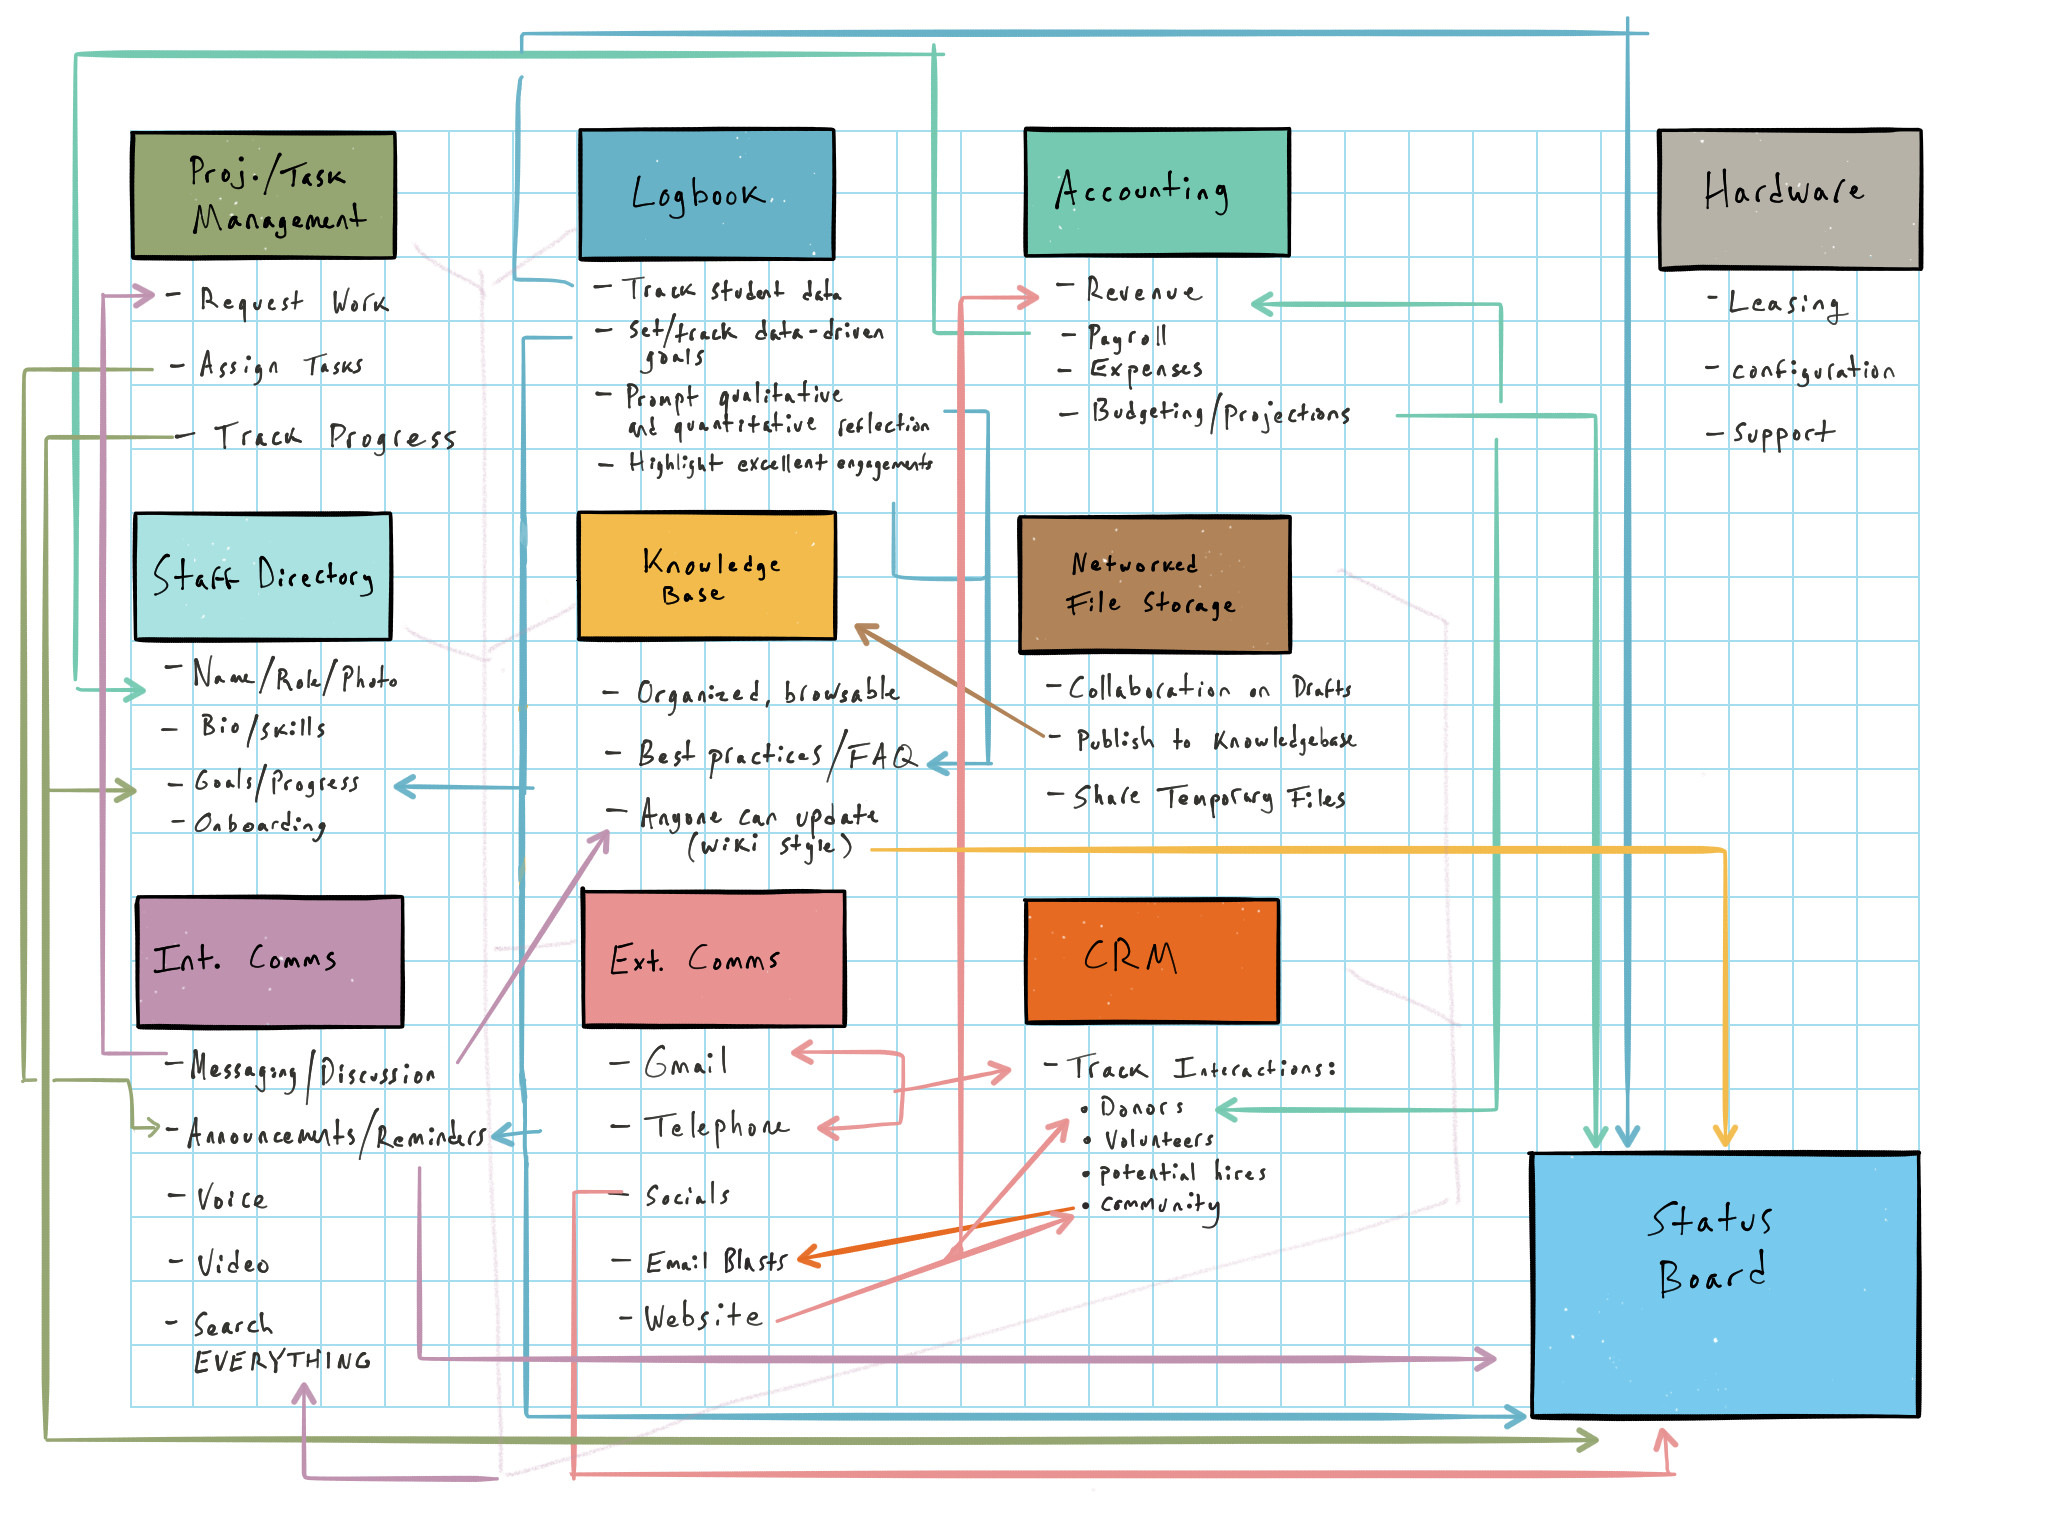 Proj./Task
Management
- Request Work
- Assign Tasks
- Track Progress
Logbook
- Track student data
- Set/track data-driven
goals
- Prompt qualitative
and quantitative reflection
- Highlight excellent engagements
Accounting
- Revenue
- Payroll
- Expenses
- Budgeting/Projections
Hardware
- Leasing
- configuration
- Support
Staff Directory
- Name/Role/Photo
- Bio/skills
- Goals/Progress
- Onboarding
Knowledge
Base
- Organized, browsable
- Best practices/FAQ
- Anyone can update
(wiki style)
Networked
File Storage
- Collaboration on Drafts
- Publish to Knowledgebase
- Share Temporary Files
Int. Comms
- Messaging/Discussion
- Announcements/Reminders
- Voice
- Video
- Search
EVERYTHING
Ext. Comms
- Gmail
- Telephone
- Socials
- Email Blasts
- Website
CRM
- Track Interactions:
• Donors
• Volunteers
• potential hires
• community
Status
Board